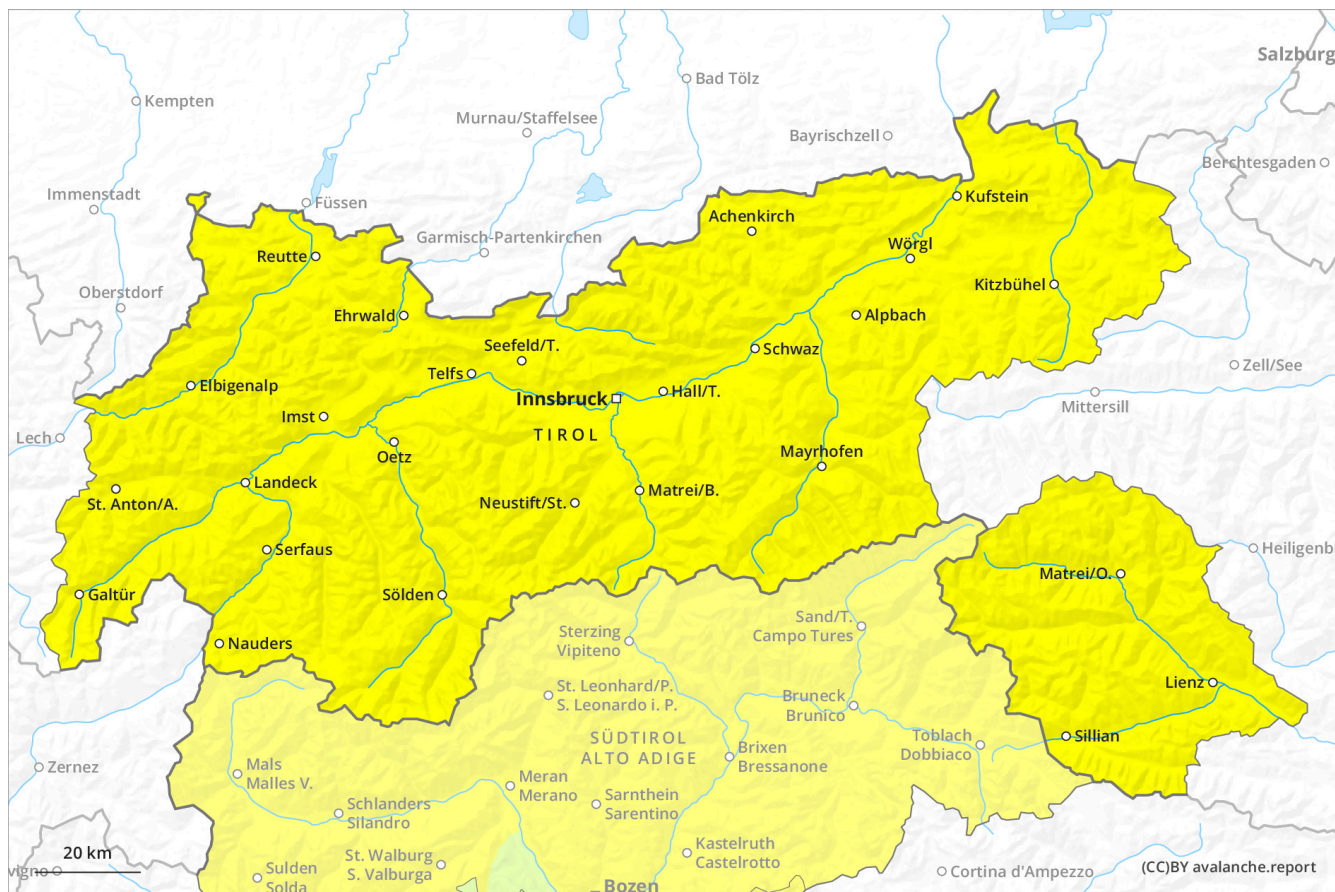 Salzburg
Bad Tölz
Kempten
Murnau/Staffelsee
Bayrischzell
Berchtesgaden
Immenstadt
Füssen
Kufstein
Achenkirch
Garmisch-Partenkirchen
Wörgl
Reutte
Oberstdorf
Kitzbühel
Ehrwald
Alpbach
Seefeld/T.
Schwaz
Zell/See
Telfs
Elbigenalp
Innsbruck
Hall/T.
Mittersill
Imst
TIROL
Lech
Oetz
Mayrhofen
Landeck
St. Anton/A.
Neustift/St.
Matrei/B.
Serfaus
Heiligenb
Matrei/O.
Galtür
Sölden
Sand/T.
Campo Tures
Sterzing
Vipiteno
Nauders
Lienz
St. Leonhard/P.
S. Leonardo i. P.
Bruneck
Brunico
SÜDTIROL
ALTO ADIGE
Toblach
Dobbiaco
Sillian
Brixen
Bressanone
Zernez
Mals
Malles V.
Meran
Merano
Schlanders
Silandro
Sarnthein
Sarentino
Kastelruth
Castelrotto
20 km
St. Walburg
S. Valburga
vigno
Sulden
Solda
Cortina d'Ampezzo
(CC)BY avalanche.report
Bozen